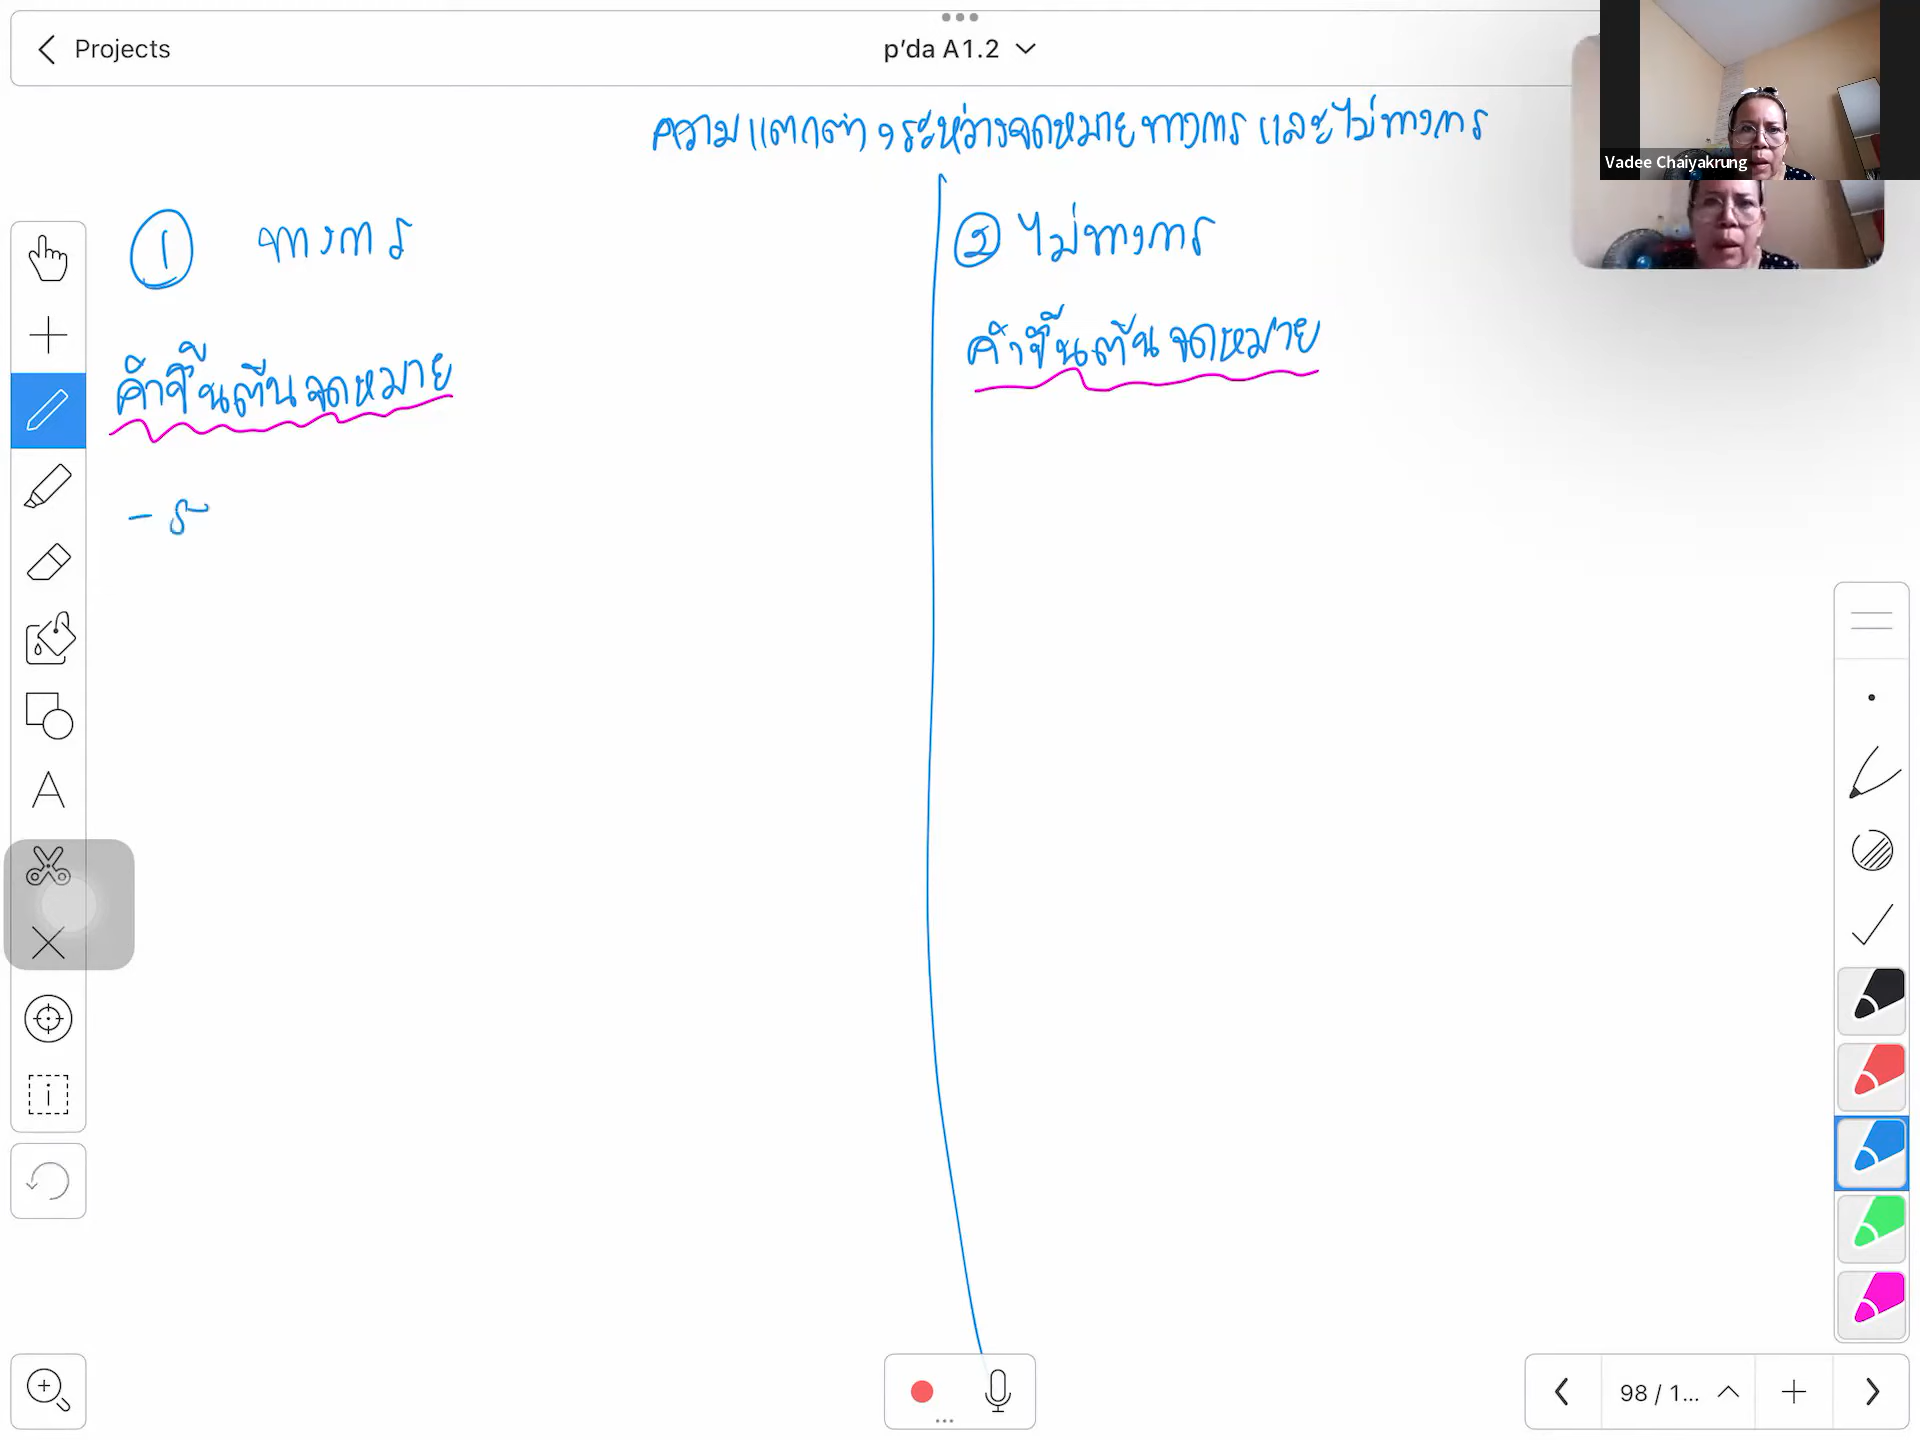 Projects
p'da A1.2
Vadee Chaiyakrung
ความแตกต่างระหว่างจดหมายทางการ และไม่ทางการ
① ทางการ
คำขึ้นต้นจดหมาย
② ไม่ทางการ
คำขึ้นต้นจดหมาย
98 / 1...